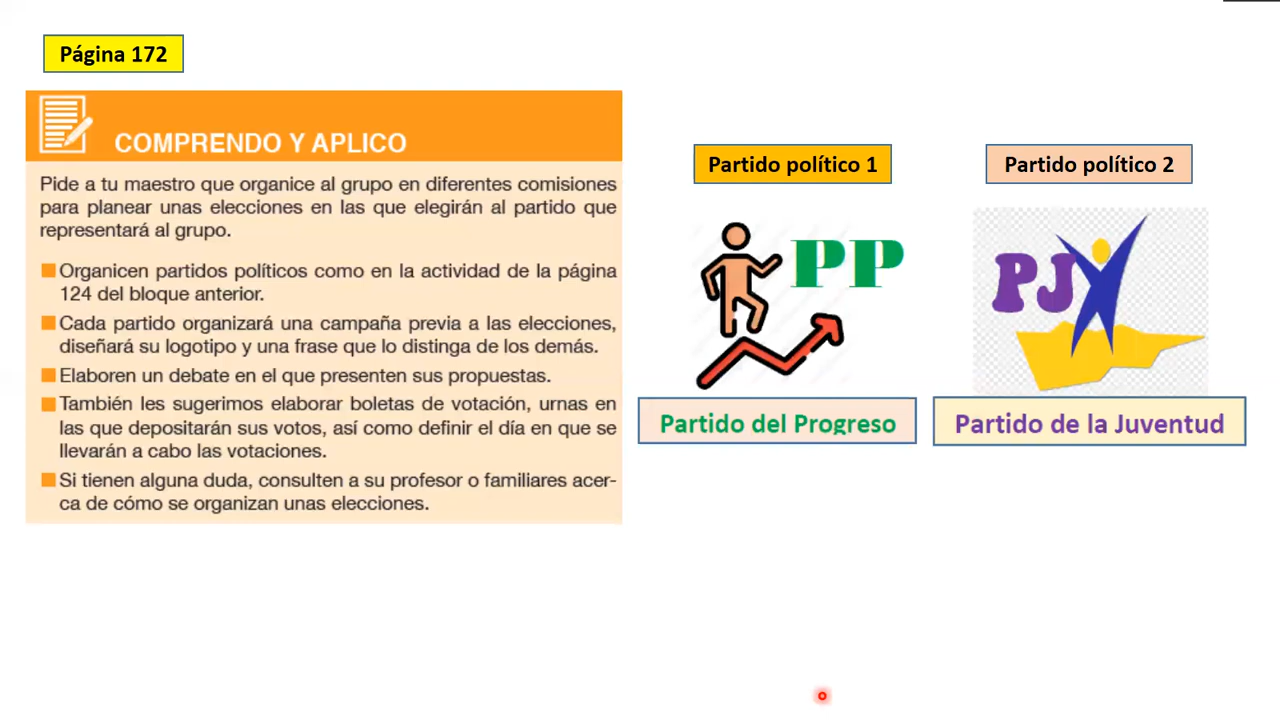 Página 172
COMPRENDO Y APLICO
Pide a tu maestro que organice al grupo en diferentes comisiones
para planear unas elecciones en las que elegirán al partido que
representará al grupo.
Organicen partidos políticos como en la actividad de la página
124 del bloque anterior.
Cada partido organizará una campaña previa a las elecciones,
diseñará su logotipo y una frase que lo distinga de los demás.
Elaboren un debate en el que presenten sus propuestas.
También les sugerimos elaborar boletas de votación, urnas en
las que depositarán sus votos, así como definir el día en que se
llevarán a cabo las votaciones.
Si tienen alguna duda, consulten a su profesor o familiares acer-
ca de cómo se organizan unas elecciones.
Partido político 1
PP
Partido del Progreso
Partido político 2
PJ
Partido de la Juventud